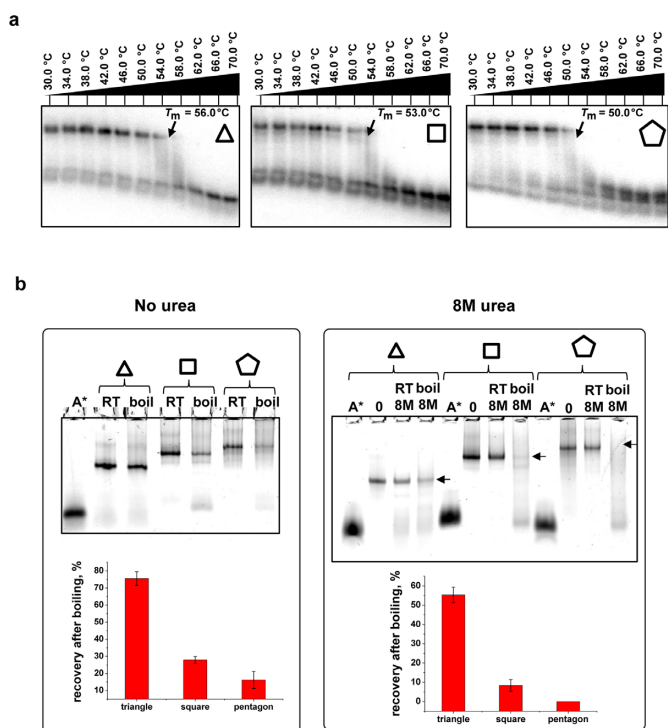 a
30.0 °C 34.0 °C 38.0 °C 42.0 °C 46.0 °C 50.0 °C 54.0 °C 58.0 °C 62.0 °C 66.0 °C 70.0 °C
30.0 °C 34.0 °C 38.0 °C 42.0 °C 46.0 °C 50.0 °C 54.0 °C 58.0 °C 62.0 °C 66.0 °C 70.0 °C
30.0 °C 34.0 °C 38.0 °C 42.0 °C 46.0 °C 50.0 °C 54.0 °C 58.0 °C 62.0 °C 66.0 °C 70.0 °C
Tm = 56.0°C
Tm = 53.0°C
Tm = 50.0°C
b
No urea
A* RT boil RT boil RT boil
recovery after boiling, %
80
70
60
50
40
30
20
10
triangle square pentagon
8M urea
RT boil RT boil RT boil
A* 0 8M 8M A* 0 8M 8M A* 0 8M 8M
recovery after boiling, %
60
50
40
30
20
10
0
triangle square pentagon